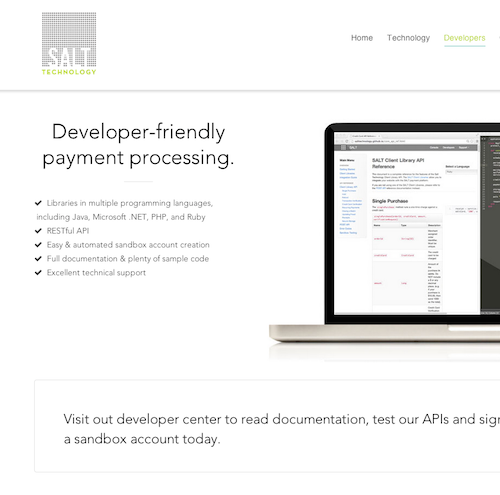 SALT
TECHNOLOGY
Home Technology Developers
Developer-friendly
payment processing.
Libraries in multiple programming languages,
including Java, Microsoft .NET, PHP, and Ruby
RESTful API
Easy & automated sandbox account creation
Full documentation & plenty of sample code
Excellent technical support
SALT
SALT Client Library API
Reference
Single Purchase
Visit out developer center to read documentation, test our APIs and sign
a sandbox account today.